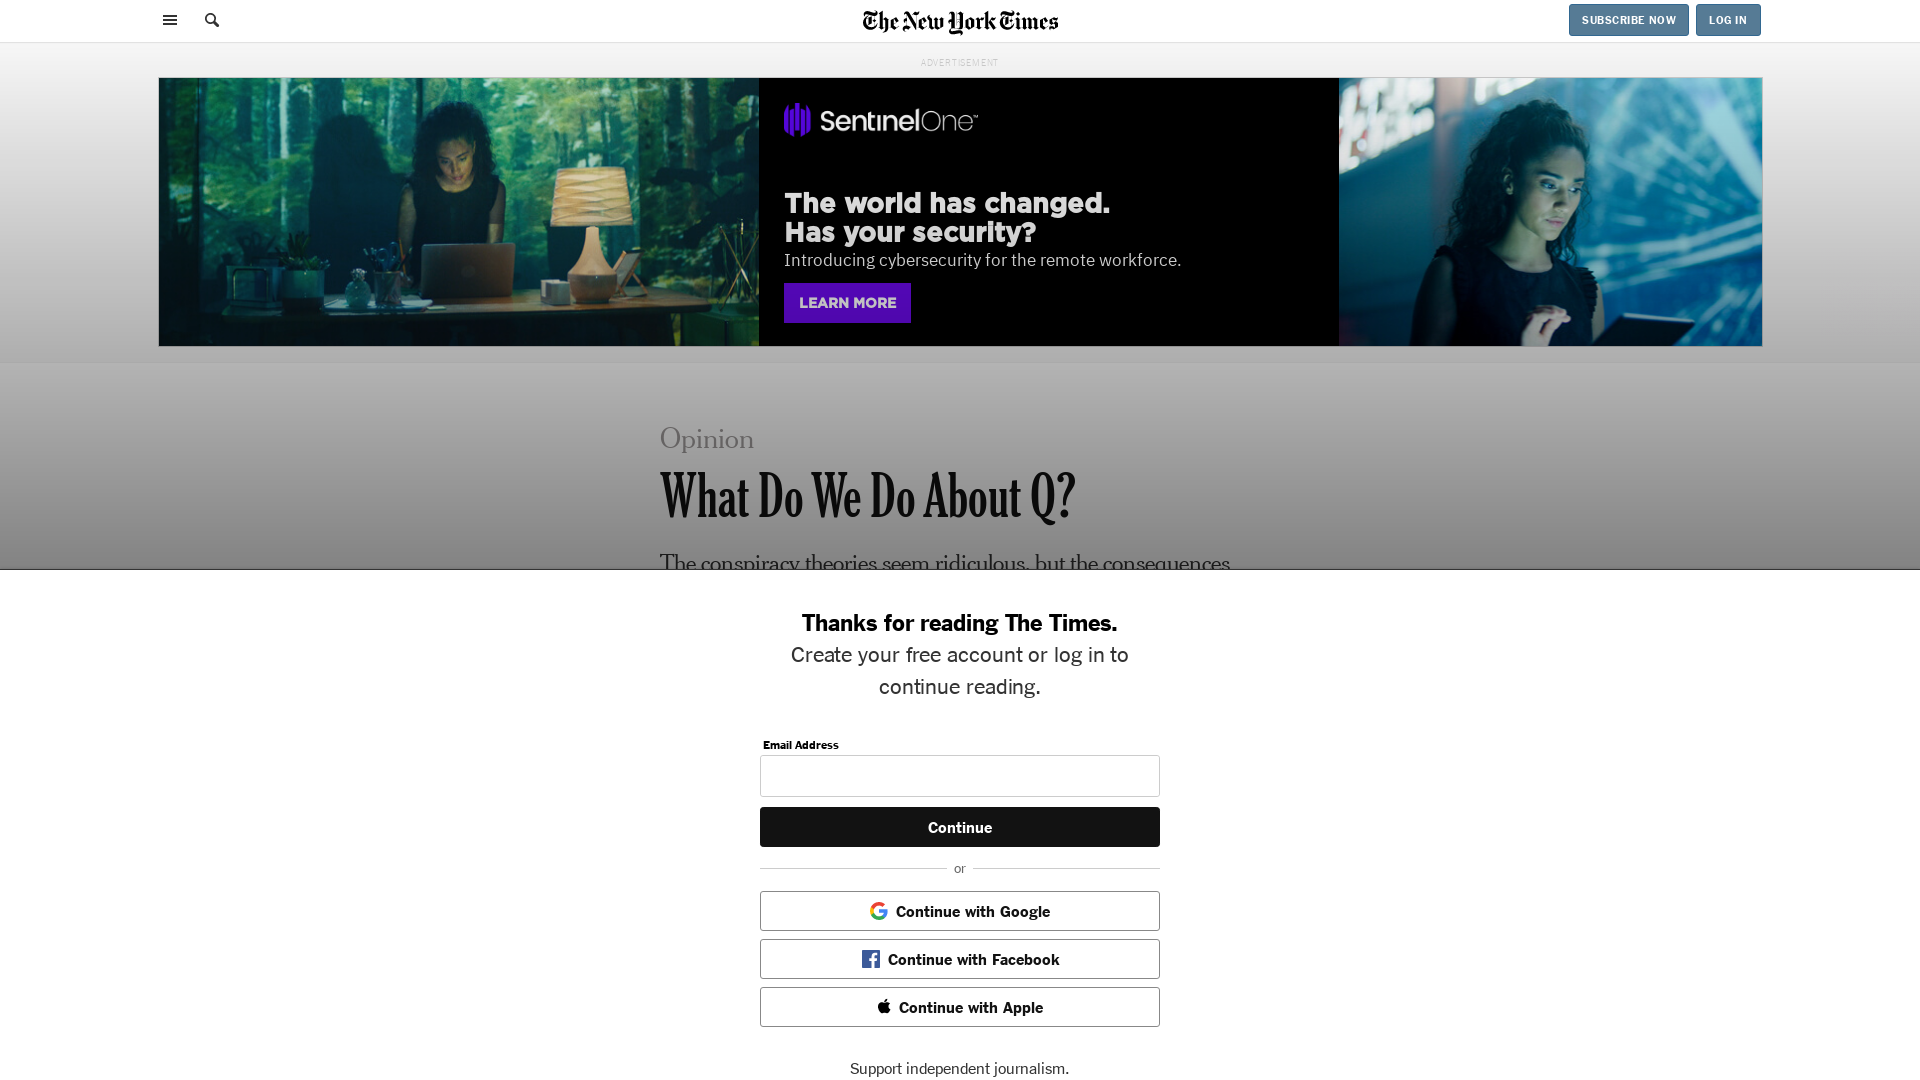 The New York Times
SUBSCRIBE NOW
LOG IN
ADVERTISEMENT
SentinelOne™
The world has changed.
Has your security?
Introducing cybersecurity for the remote workforce.
LEARN MORE
Opinion
What Do We Do About Q?
The conspiracy theories seem ridiculous, but the consequences
Thanks for reading The Times.
Create your free account or log in to
continue reading.
Email Address
Continue
or
Continue with Google
Continue with Facebook
Continue with Apple
Support independent journalism.